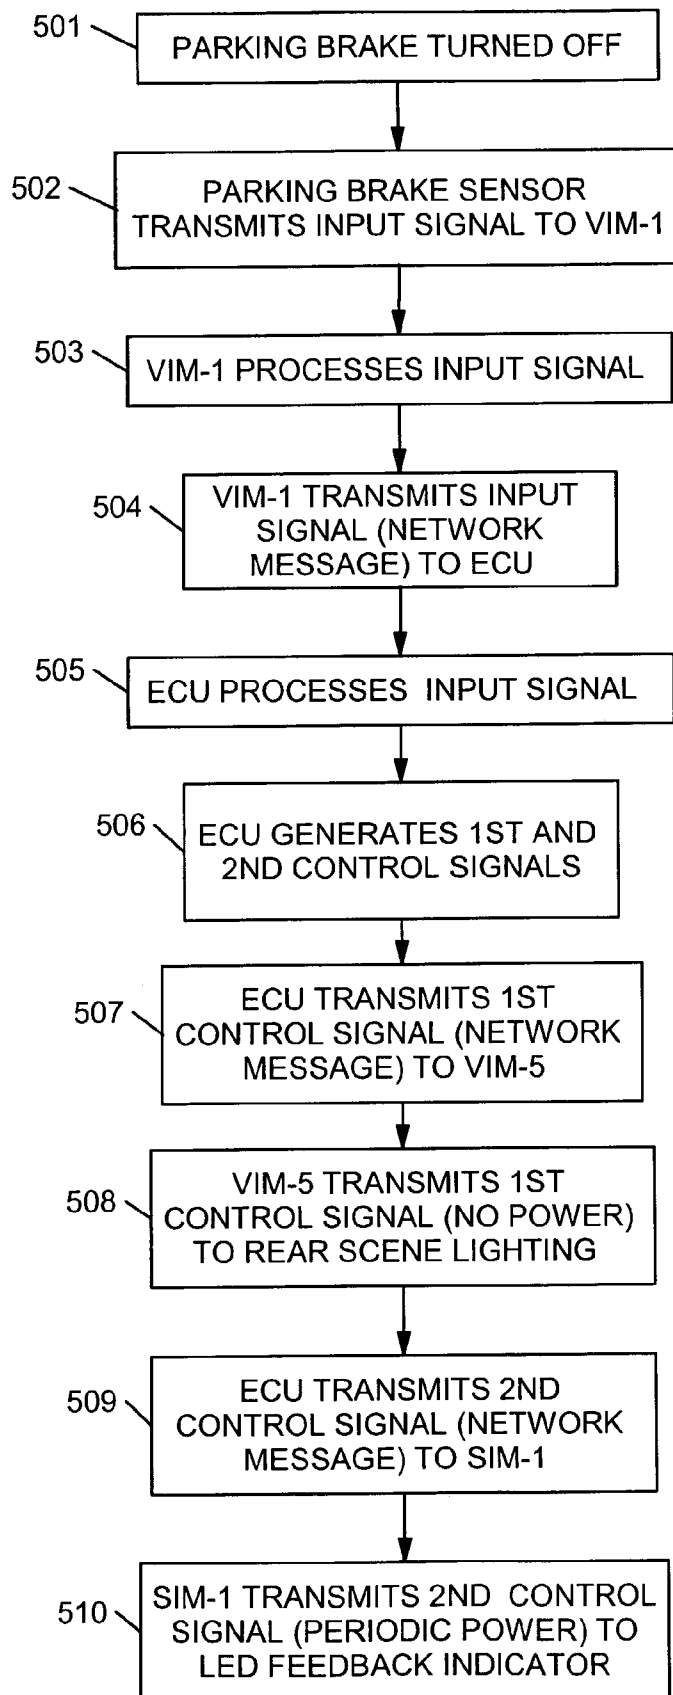 501
PARKING BRAKE TURNED OFF
502
PARKING BRAKE SENSOR
TRANSMITS INPUT SIGNAL TO VIM-1
503
VIM-1 PROCESSES INPUT SIGNAL
504
VIM-1 TRANSMITS INPUT
SIGNAL (NETWORK
MESSAGE) TO ECU
505
ECU PROCESSES INPUT SIGNAL
506
ECU GENERATES 1ST AND
2ND CONTROL SIGNALS
507
ECU TRANSMITS 1ST
CONTROL SIGNAL (NETWORK
MESSAGE) TO VIM-5
508
VIM-5 TRANSMITS 1ST
CONTROL SIGNAL (NO POWER)
TO REAR SCENE LIGHTING
509
ECU TRANSMITS 2ND
CONTROL SIGNAL (NETWORK
MESSAGE) TO SIM-1
510
SIM-1 TRANSMITS 2ND CONTROL
SIGNAL (PERIODIC POWER) TO
LED FEEDBACK INDICATOR